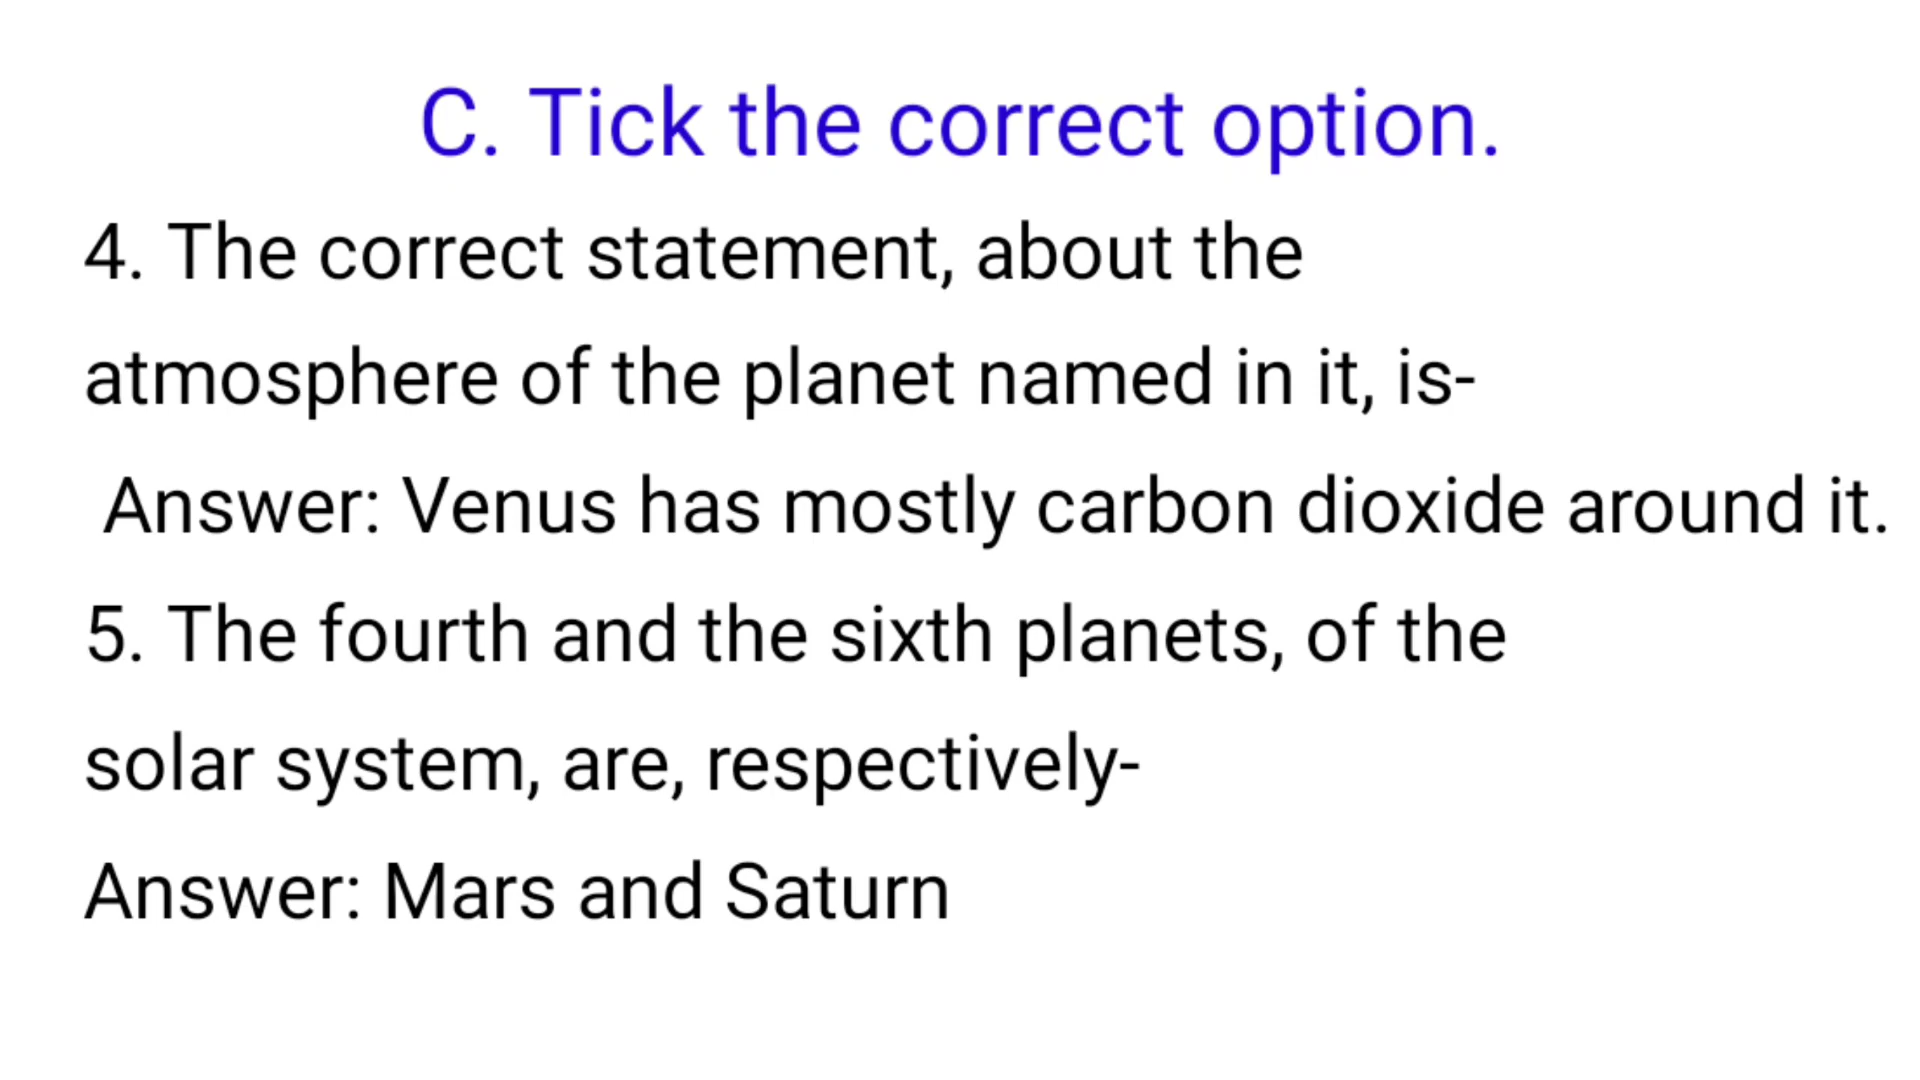 C. Tick the correct option.
4. The correct statement, about the
atmosphere of the planet named in it, is-
Answer: Venus has mostly carbon dioxide around it.
5. The fourth and the sixth planets, of the
solar system, are, respectively-
Answer: Mars and Saturn